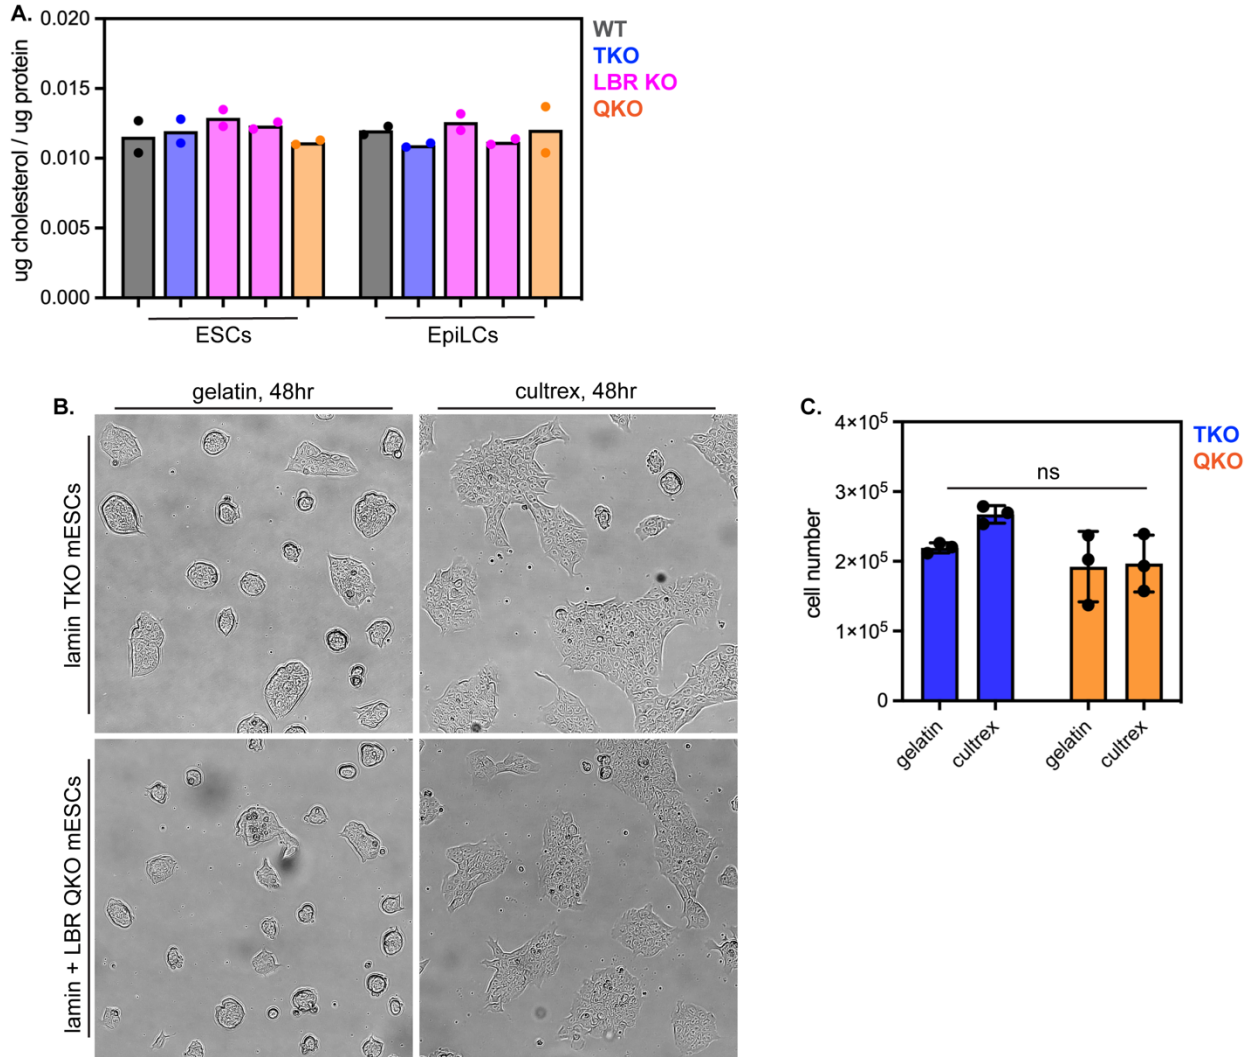 A.
ug cholesterol / ug protein
0.020
0.015
0.010
0.005
0.000
ESCs
EpiLCs
WT
TKO
LBR KO
QKO
B.
gelatin, 48hr
cultrex, 48hr
lamin TKO mESCs
lamin + LBR QKO mESCs
C.
cell number
4×10⁵
3×10⁵
2×10⁵
1×10⁵
0
ns
gelatin
cultrex
gelatin
cultrex
TKO
QKO